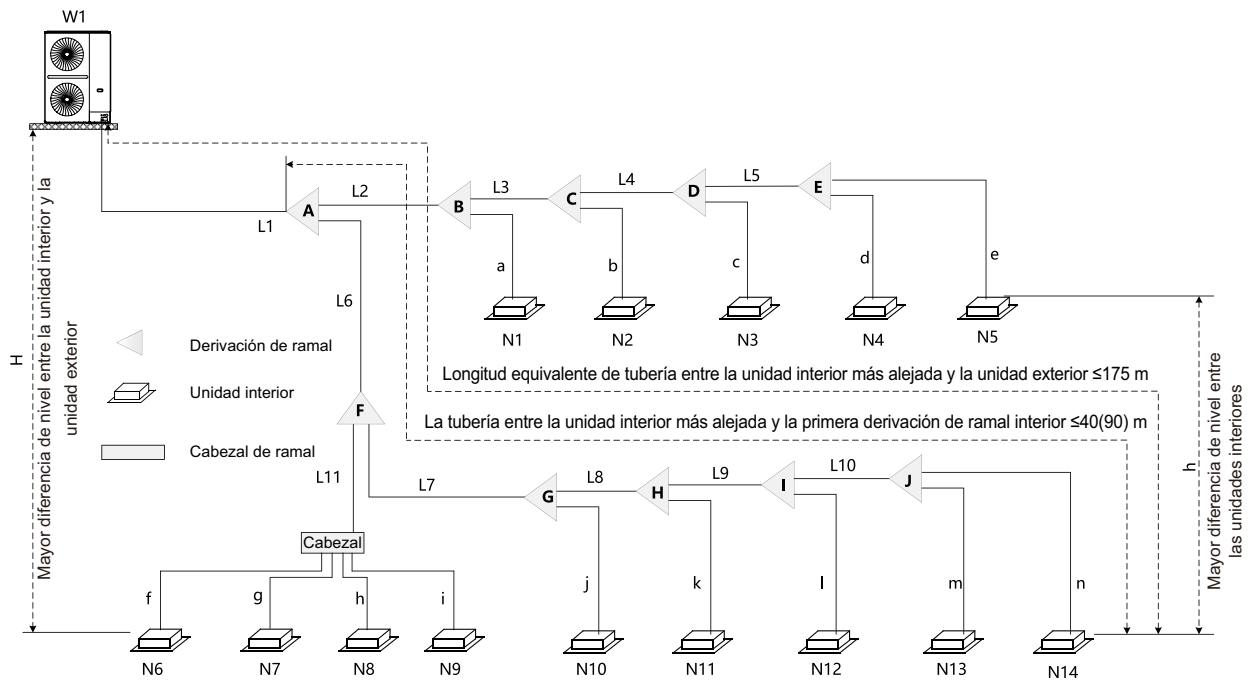 W1
Mayor diferencia de nivel entre la unidad interior y la
unidad exterior
H
L1
A
L2
B
L3
C
L4
D
L5
E
a
b
c
d
e
N1
N2
N3
N4
N5
L6
Derivación de ramal
Unidad interior
Cabezal de ramal
Longitud equivalente de tubería entre la unidad interior más alejada y la unidad exterior ≤175 m
La tubería entre la unidad interior más alejada y la primera derivación de ramal interior ≤40(90) m
Mayor diferencia de nivel entre
las unidades interiores
h
F
L11
L7
G
L8
H
L9
I
L10
J
Cabezal
f
g
h
i
j
k
l
m
n
N6
N7
N8
N9
N10
N11
N12
N13
N14